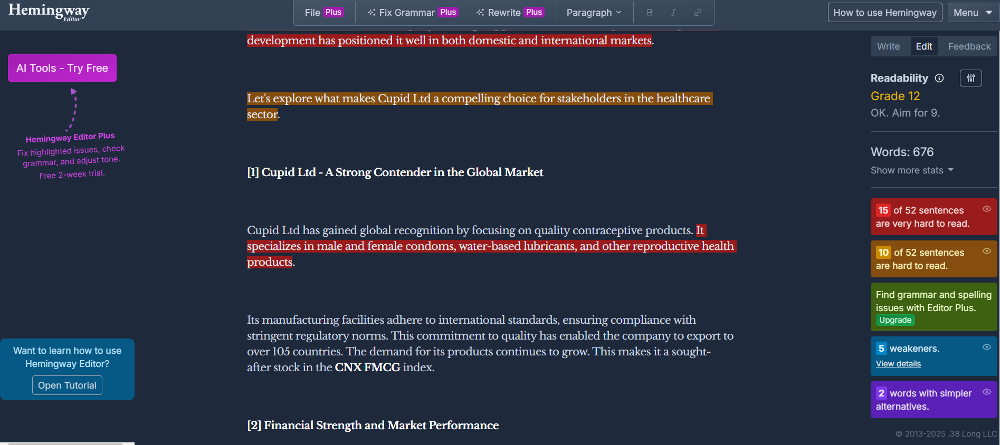 Hemingway
Editor
File Plus
Fix Grammar Plus
Rewrite Plus
Paragraph
B
I
How to use Hemingway
Menu
AI Tools - Try Free
Hemingway Editor Plus
Fix highlighted issues, check
grammar, and adjust tone.
Free 2-week trial.
Want to learn how to use
Hemingway Editor?
Open Tutorial
development has positioned it well in both domestic and international markets.
Let's explore what makes Cupid Ltd a compelling choice for stakeholders in the healthcare
sector.
[1] Cupid Ltd - A Strong Contender in the Global Market
Cupid Ltd has gained global recognition by focusing on quality contraceptive products. It
specializes in male and female condoms, water-based lubricants, and other reproductive health
products.
Its manufacturing facilities adhere to international standards, ensuring compliance with
stringent regulatory norms. This commitment to quality has enabled the company to export to
over 105 countries. The demand for its products continues to grow. This makes it a sought-
after stock in the CNX FMCG index.
[2] Financial Strength and Market Performance
Write
Edit
Feedback
Readability
Grade 12
OK. Aim for 9.
Words: 676
Show more stats
15 of 52 sentences
are very hard to read.
10 of 52 sentences
are hard to read.
Find grammar and spelling
issues with Editor Plus.
Upgrade
5 weakeners.
View details
2 words with simpler
alternatives.
© 2013-2025 .38 Long LLC